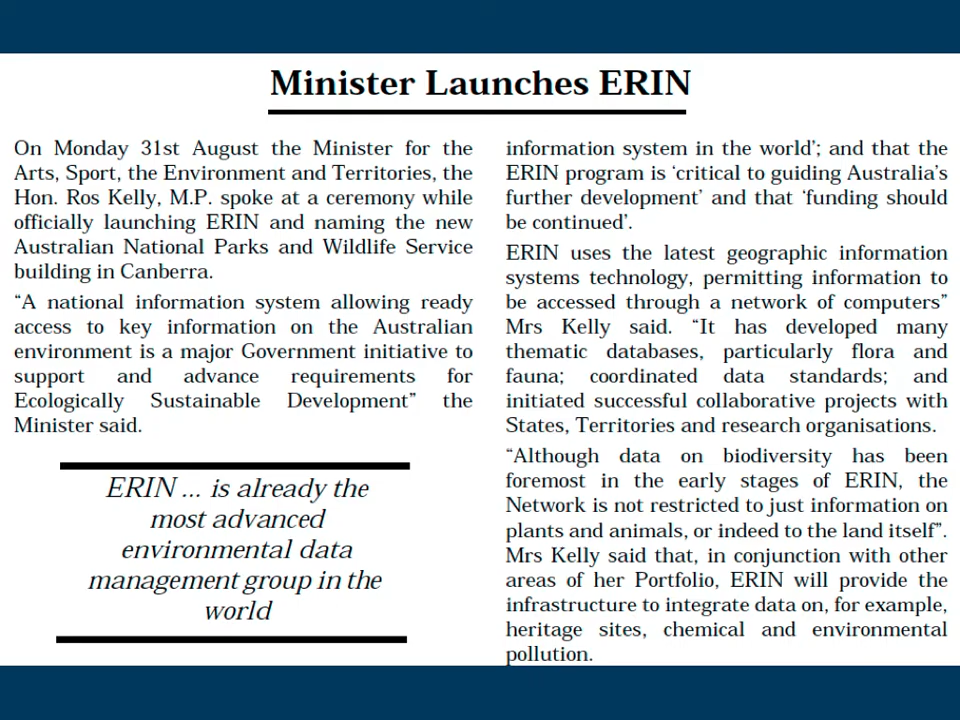 Minister Launches ERIN
On Monday 31st August the Minister for the
Arts, Sport, the Environment and Territories, the
Hon. Ros Kelly, M.P. spoke at a ceremony while
officially launching ERIN and naming the new
Australian National Parks and Wildlife Service
building in Canberra.
“A national information system allowing ready
access to key information on the Australian
environment is a major Government initiative to
support and advance requirements for
Ecologically Sustainable Development” the
Minister said.
ERIN ... is already the
most advanced
environmental data
management group in the
world
information system in the world’; and that the
ERIN program is ‘critical to guiding Australia’s
further development’ and that ‘funding should
be continued’.
ERIN uses the latest geographic information
systems technology, permitting information to
be accessed through a network of computers”
Mrs Kelly said. “It has developed many
thematic databases, particularly flora and
fauna; coordinated data standards; and
initiated successful collaborative projects with
States, Territories and research organisations.
“Although data on biodiversity has been
foremost in the early stages of ERIN, the
Network is not restricted to just information on
plants and animals, or indeed to the land itself”.
Mrs Kelly said that, in conjunction with other
areas of her Portfolio, ERIN will provide the
infrastructure to integrate data on, for example,
heritage sites, chemical and environmental
pollution.